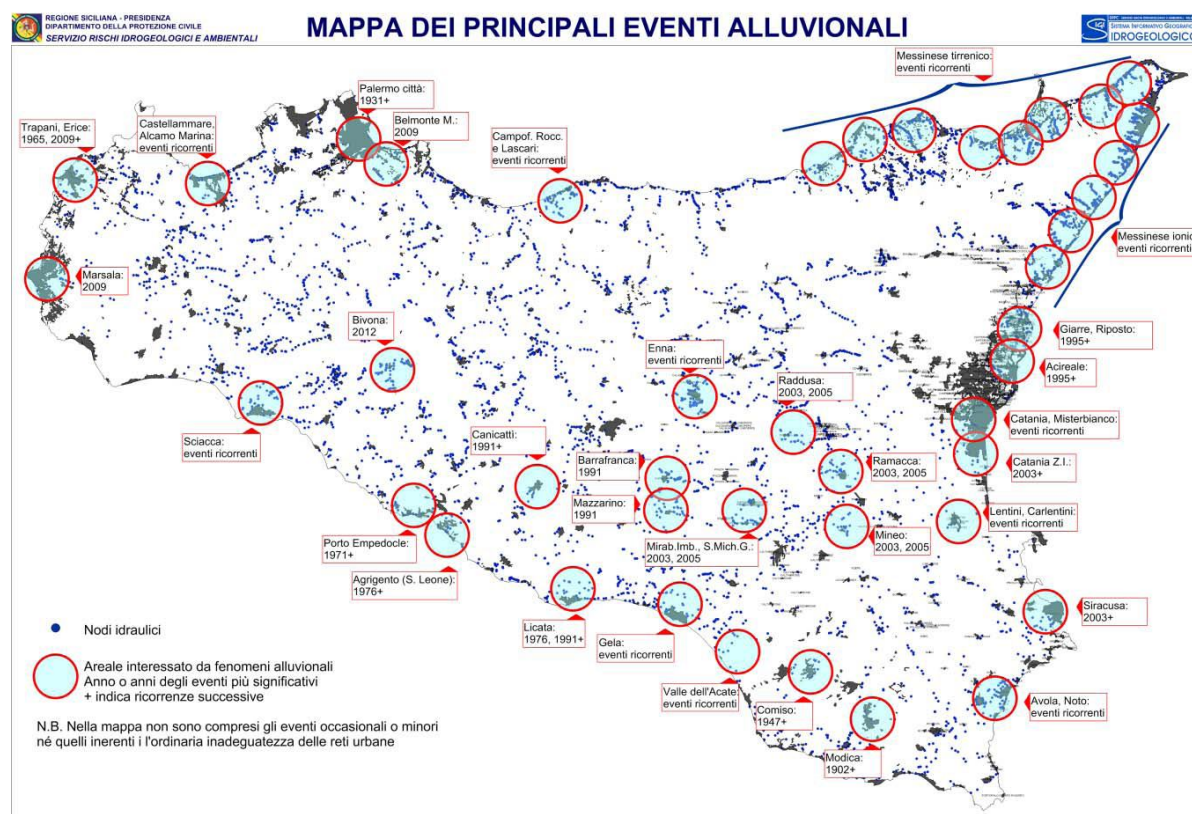 REGIONE SICILIANA - PRESIDENZA
DIPARTIMENTO DELLA PROTEZIONE CIVILE
SERVIZIO RISCHI IDROGEOLOGICI E AMBIENTALI
MAPPA DEI PRINCIPALI EVENTI ALLUVIONALI
SISTEMA INFORMATIVO GEOGRAFICO
IDROGEOLOGICO
Messinese tirrenico:
eventi ricorrenti
Palermo città:
1931+
Belmonte M.:
2009
Trapani, Erice:
1965, 2009+
Castellammare,
Alcamo Marina:
eventi ricorrenti
Campof. Rocc.
e Lascari:
eventi ricorrenti
Messinese ionico
eventi ricorrenti
Marsala:
2009
Bivona:
2012
Enna:
eventi ricorrenti
Giarre, Riposto:
1995+
Acireale:
1995+
Raddusa:
2003, 2005
Catania, Misterbianco:
eventi ricorrenti
Sciacca:
eventi ricorrenti
Canicatti:
1991+
Barrafranca:
1991
Ramacca:
2003, 2005
Catania Z.I.:
2003+
Mazzarino:
1991
Lentini, Carlentini:
eventi ricorrenti
Porto Empedocle:
1971+
Mirab.Imb., S.Mich.G.:
2003, 2005
Mineo:
2003, 2005
Agrigento (S. Leone):
1976+
Siracusa:
2003+
Licata:
1976, 1991+
Gela:
eventi ricorrenti
Valle dell'Acate:
eventi ricorrenti
Comiso:
1947+
Avola, Noto:
eventi ricorrenti
Modica:
1902+
Nodi idraulici
Areale interessato da fenomeni alluvionali
Anno o anni degli eventi più significativi
+ indica ricorrenze successive
N.B. Nella mappa non sono compresi gli eventi occasionali o minori
né quelli inerenti i l'ordinaria inadeguatezza delle reti urbane